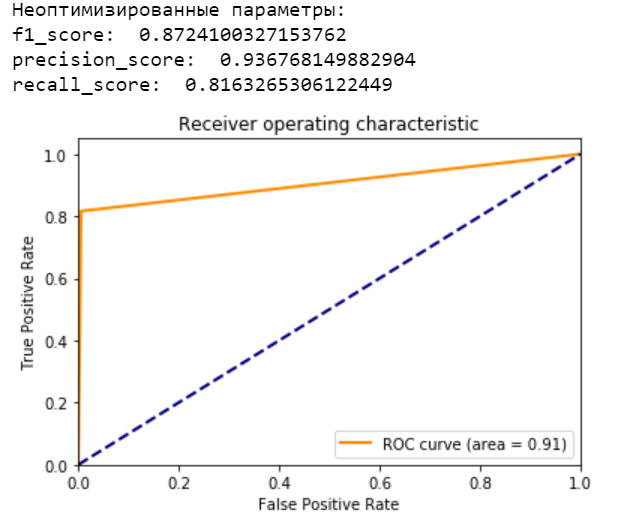 Неоптимизированные параметры:
f1_score:  0.8724100327153762
precision_score:  0.936768149882904
recall_score:  0.8163265306122449
Receiver operating characteristic
1.0
0.8
0.6
0.4
0.2
0.0
True Positive Rate
ROC curve (area = 0.91)
0.0 0.2 0.4 0.6 0.8 1.0
False Positive Rate